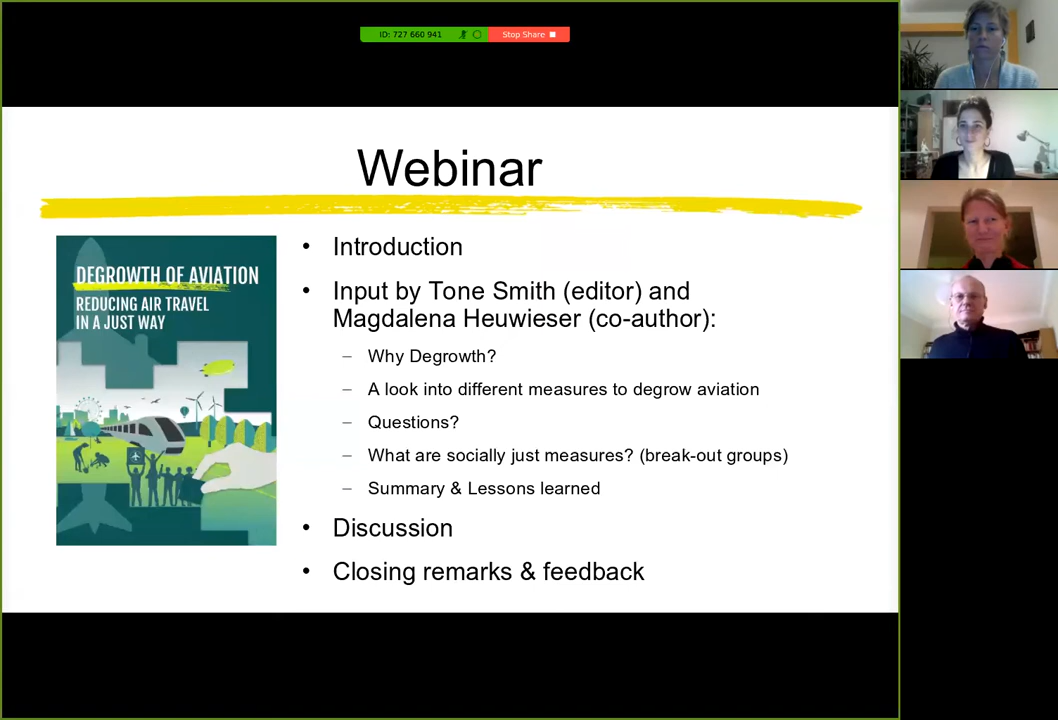 ID: 727 660 941
Stop Share
Webinar
DEGROWTH OF AVIATION
REDUCING AIR TRAVEL
IN A JUST WAY
• Introduction
• Input by Tone Smith (editor) and
Magdalena Heuwieser (co-author):
– Why Degrowth?
– A look into different measures to degrow aviation
– Questions?
– What are socially just measures? (break-out groups)
– Summary & Lessons learned
• Discussion
• Closing remarks & feedback